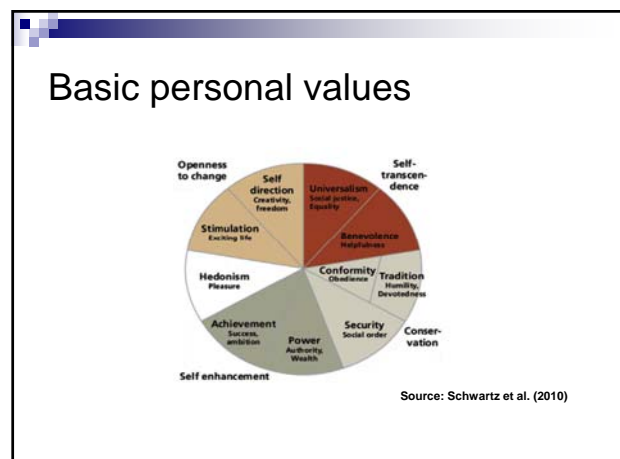 Basic personal values
Openness
to change
Self
direction
Creativity,
freedom
Universalism
Social justice,
Equality
Self-
transcen-
dence
Stimulation
Exciting life
Benevolence
Helpfulness
Hedonism
Pleasure
Conformity
Obedience
Tradition
Humility,
Devotedness
Achievement
Success,
ambition
Power
Authority,
Wealth
Security
Social order
Conser-
vation
Self enhancement
Source: Schwartz et al. (2010)